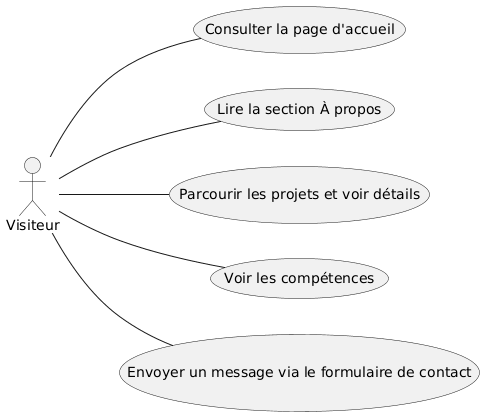 Consulter la page d'accueil
Lire la section À propos
Parcourir les projets et voir détails
Visiteur
Voir les compétences
Envoyer un message via le formulaire de contact